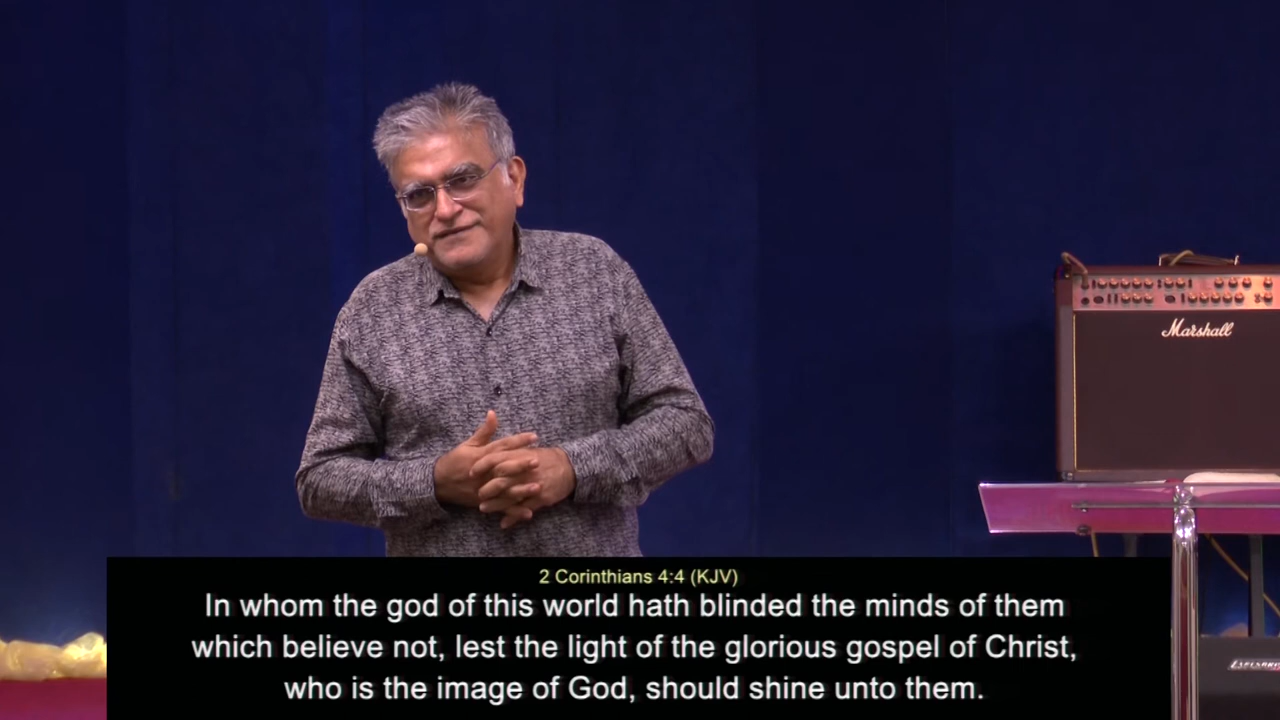 Marshall
2 Corinthians 4:4 (KJV)
In whom the god of this world hath blinded the minds of them
which believe not, lest the light of the glorious gospel of Christ,
who is the image of God, should shine unto them.